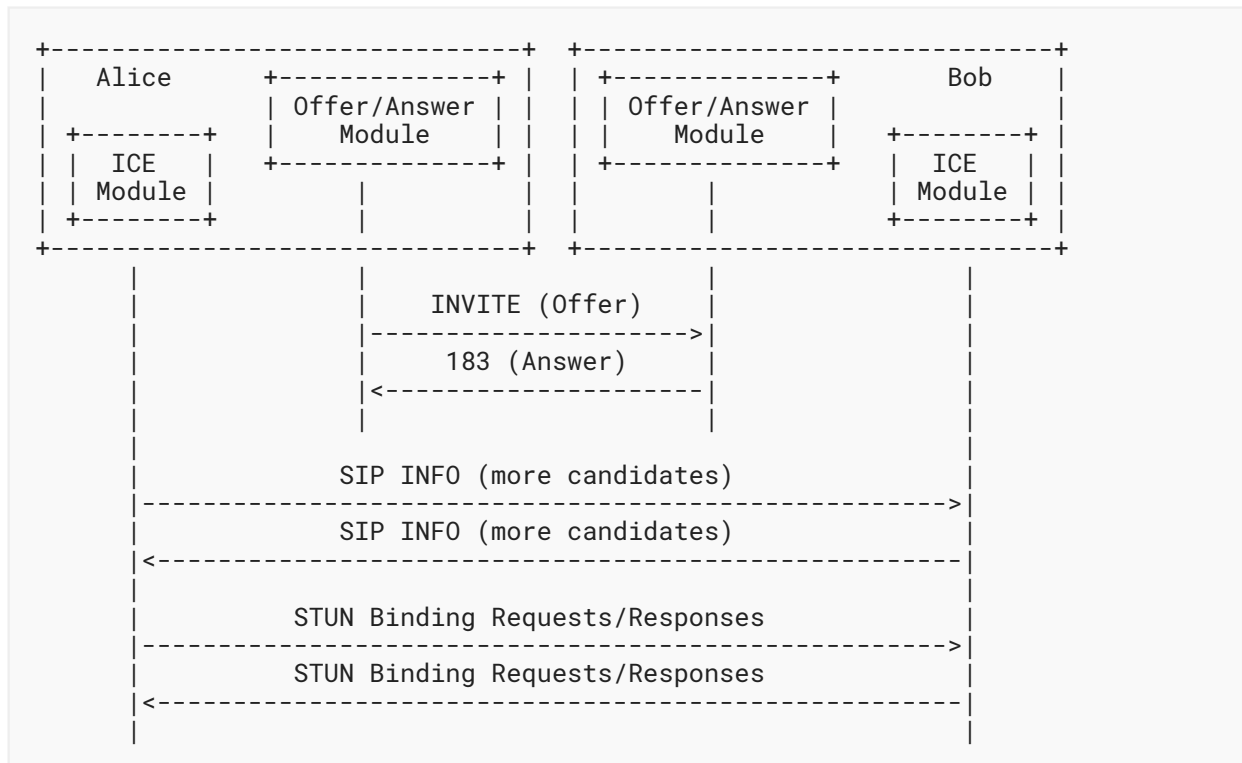 Alice
Bob
Offer/Answer Offer/Answer
Module Module
ICE ICE
Module Module
INVITE (Offer)
183 (Answer)
SIP INFO (more candidates)
SIP INFO (more candidates)
STUN Binding Requests/Responses
STUN Binding Requests/Responses